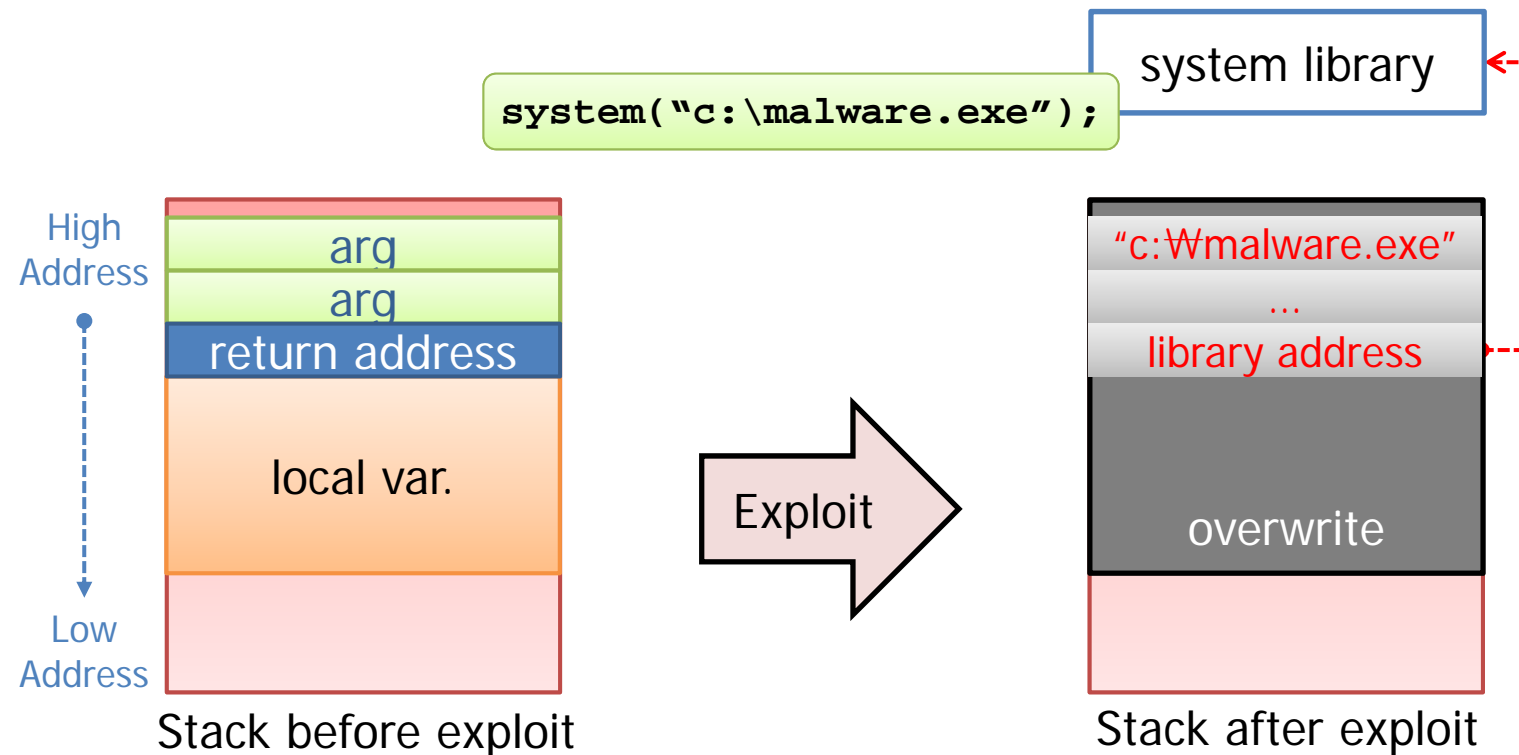 system library
system(“c:\malware.exe”);
High
Address
arg
arg
return address
local var.
Low
Address
Stack before exploit
Exploit
“c:₩malware.exe”
...
library address
overwrite
Stack after exploit